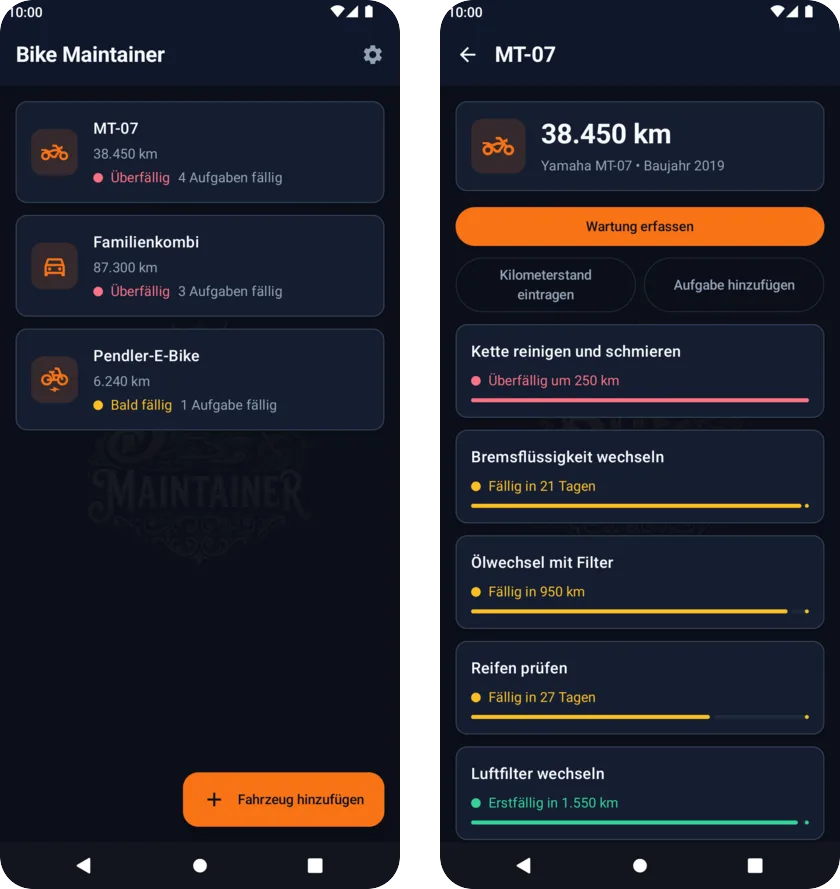 10:00
Bike Maintainer
MT-07
38.450 km
Überfällig 4 Aufgaben fällig
Familienkombi
87.300 km
Überfällig 3 Aufgaben fällig
Pendler-E-Bike
6.240 km
Bald fällig 1 Aufgabe fällig
MAINTAINER
+ Fahrzeug hinzufügen
10:00
MT-07
38.450 km
Yamaha MT-07 • Baujahr 2019
Wartung erfassen
Kilometerstand
eintragen
Aufgabe hinzufügen
Kette reinigen und schmieren
Überfällig um 250 km
Bremsflüssigkeit wechseln
Fällig in 21 Tagen
Ölwechsel mit Filter
Fällig in 950 km
Reifen prüfen
Fällig in 27 Tagen
Luftfilter wechseln
Erstfällig in 1.550 km